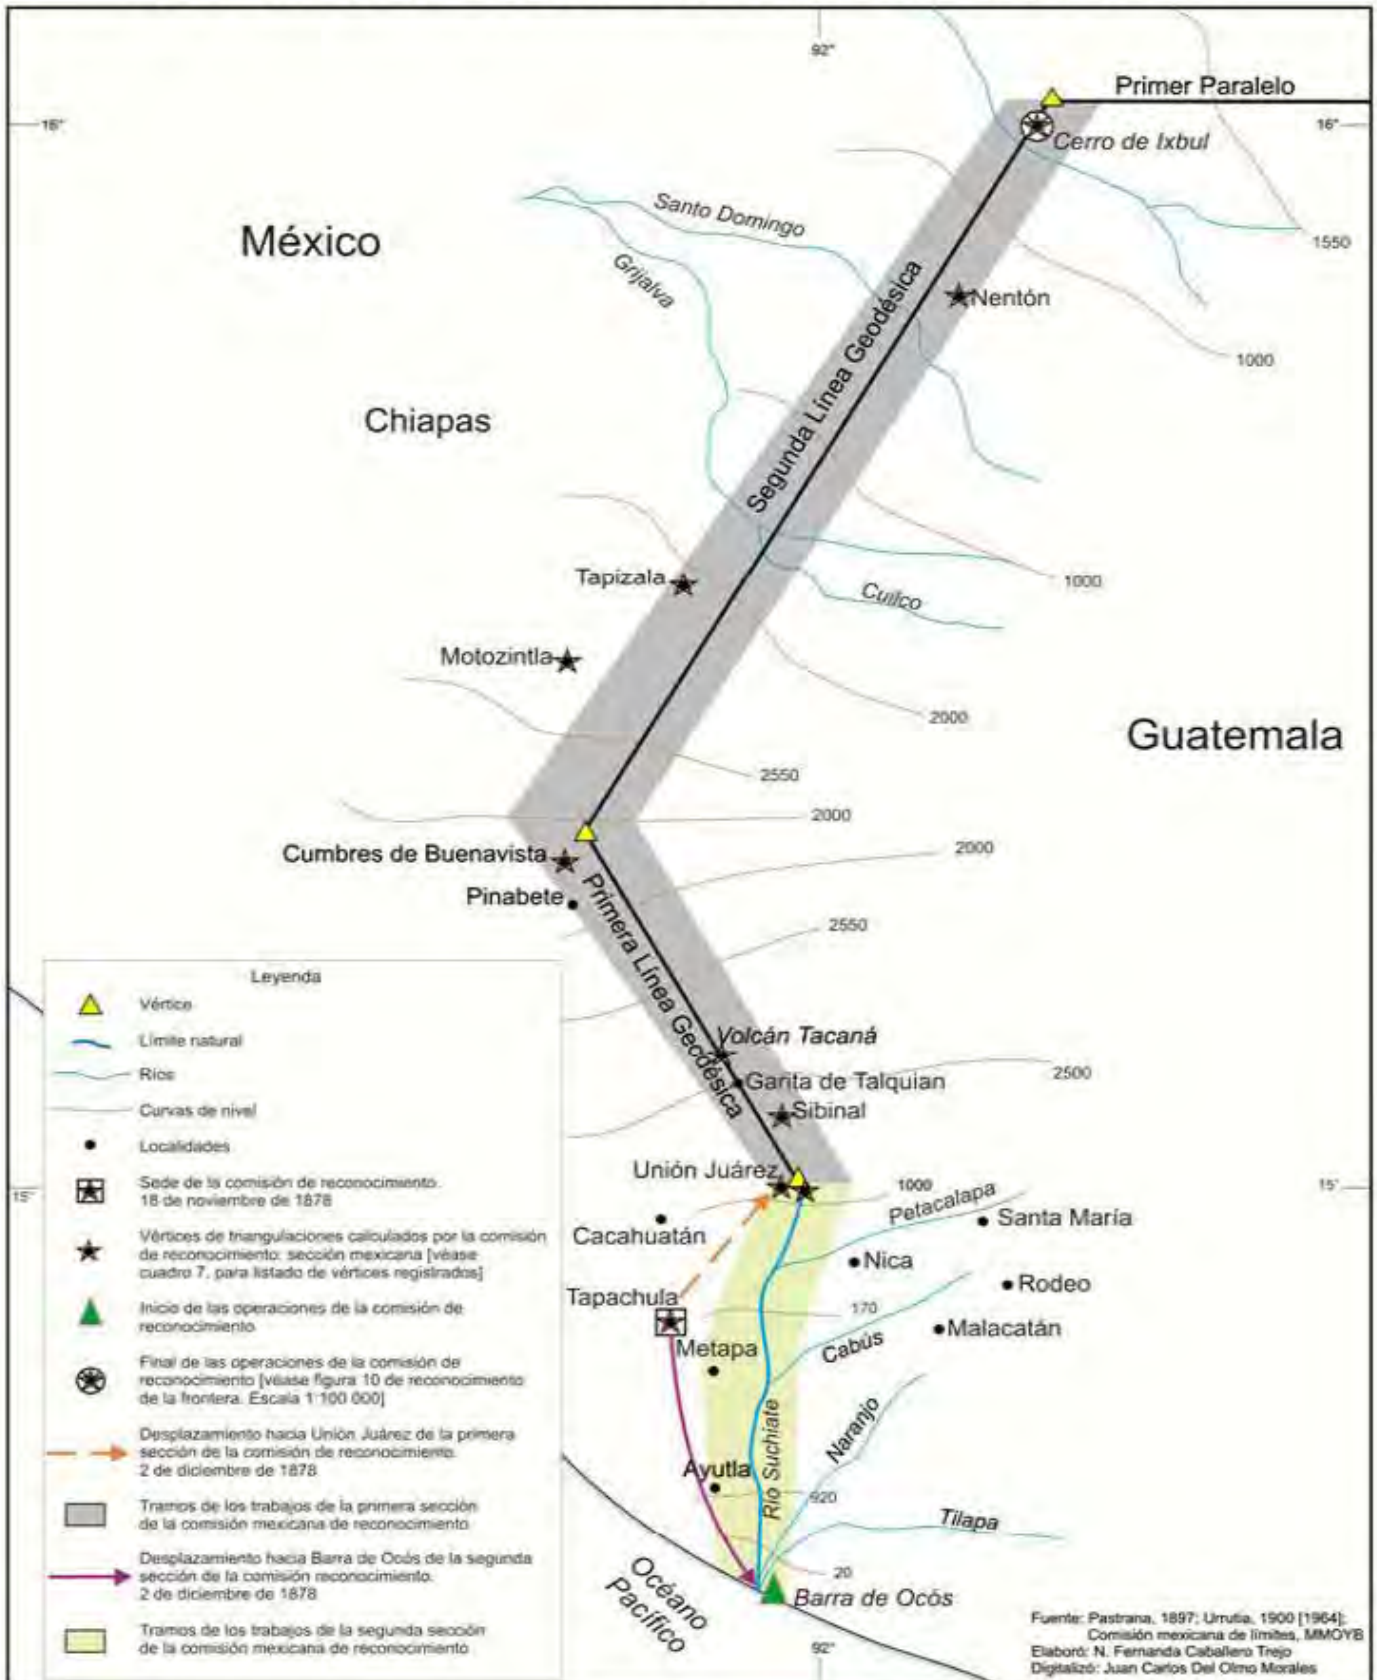 92°
Primer Paralelo
16°
16°
Cerro de Ixbul
Santo Domingo
México
1550
Grijalva
Nentón
Segunda Línea Geodésica
1000
Chiapas
Tapizala
1000
Cuilco
Motozintla
2000
Guatemala
2550
2000
Cumbres de Buenavista
2000
Pinabete
Primera Línea Geodésica
2550
Volcán Tacaná
Garita de Talquian
2500
Sibinal
Unión Juárez
15°
15°
1000
Petacalapa
Santa María
Cacahuatán
Nica
Rodeo
Tapachula
170
Malacatán
Metapa
Cabús
Naranjo
Río Suchiate
Ayutla
920
Tilapa
20
Océano
Pacífico
Barra de Ocós
92°
Leyenda
Vértice
Límite natural
Ríos
Curvas de nivel
Localidades
Sede de la comisión de reconocimiento.
18 de noviembre de 1878
Vértices de triangulaciones calculados por la comisión
de reconocimiento: sección mexicana [véase
cuadro 7, para listado de vértices registrados]
Inicio de las operaciones de la comisión de
reconocimiento
Final de las operaciones de la comisión de
reconocimiento [véase figura 10 de reconocimiento
de la frontera. Escala 1:100 000]
Desplazamiento hacia Unión Juárez de la primera
sección de la comisión de reconocimiento.
2 de diciembre de 1878
Tramos de los trabajos de la primera sección
de la comisión mexicana de reconocimiento
Desplazamiento hacia Barra de Ocós de la segunda
sección de la comisión reconocimiento.
2 de diciembre de 1878
Tramos de los trabajos de la segunda sección
de la comisión mexicana de reconocimiento
Fuente: Pastrana, 1897; Urrutia, 1900 [1964];
Comisión mexicana de límites, MMOYB
Elaboró: N. Fernanda Caballero Trejo
Digitalizó: Juan Carlos Del Olmo Morales